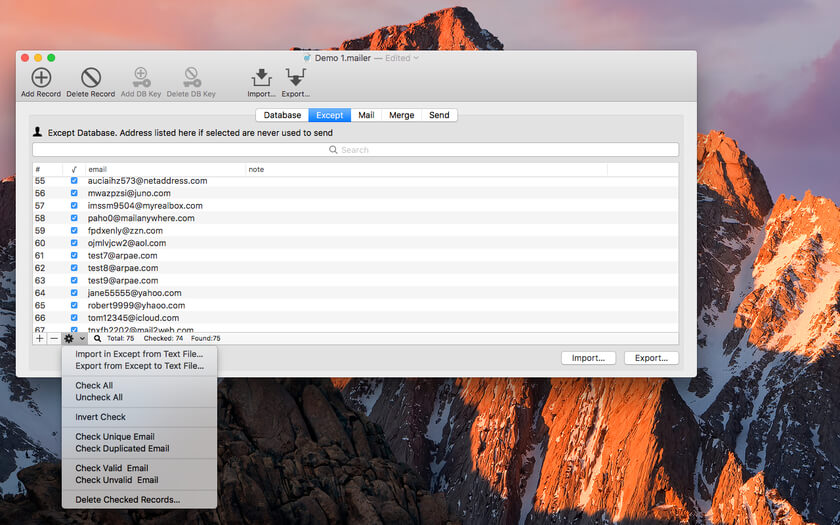 Demo 1.mailer — Edited
Add Record Delete Record Add DB Key Delete DB Key Import... Export...
Database Except Mail Merge Send
Except Database. Address listed here if selected are never used to send
Search
# √ email note
55 auciaihz573@netaddress.com
56 mwazpzsi@juno.com
57 imssm9504@myrealbox.com
58 paho0@mailanywhere.com
59 fpdxenly@zzn.com
60 ojmlvjcw2@aol.com
61 test7@arpae.com
62 test8@arpae.com
63 test9@arpae.com
64 jane55555@yahoo.com
65 robert9999@yhaoo.com
66 tom12345@icloud.com
67 tnxfb2202@mail2web.com
Total: 75 Checked: 74 Found:75
Import... Export...
Import in Except from Text File...
Export from Except to Text File...
Check All
Uncheck All
Invert Check
Check Unique Email
Check Duplicated Email
Check Valid Email
Check Unvalid Email
Delete Checked Records...